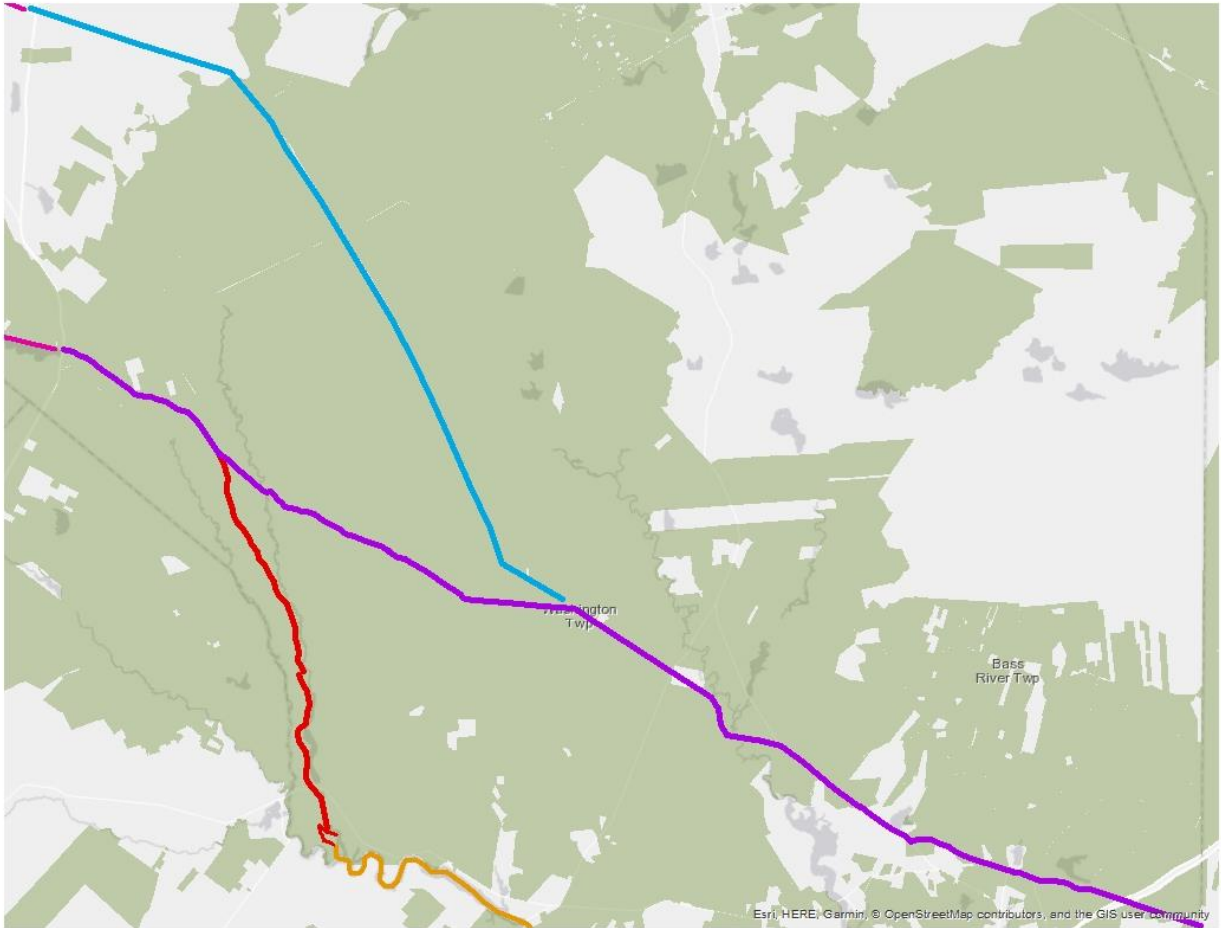 Washington
Twp
Bass
River Twp
Esri, HERE, Garmin, © OpenStreetMap contributors, and the GIS user community